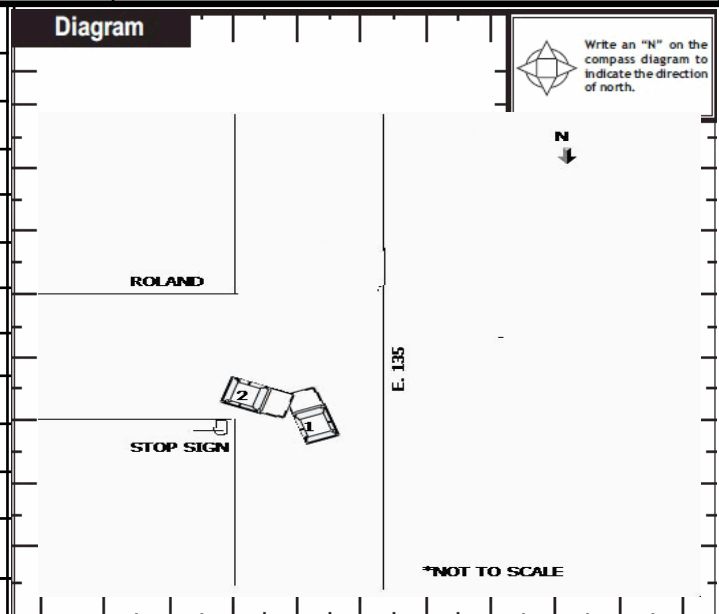 Diagram
Write an "N" on the
compass diagram to
indicate the direction
of north.
N
ROLAND
E. 135
2
1
STOP SIGN
*NOT TO SCALE